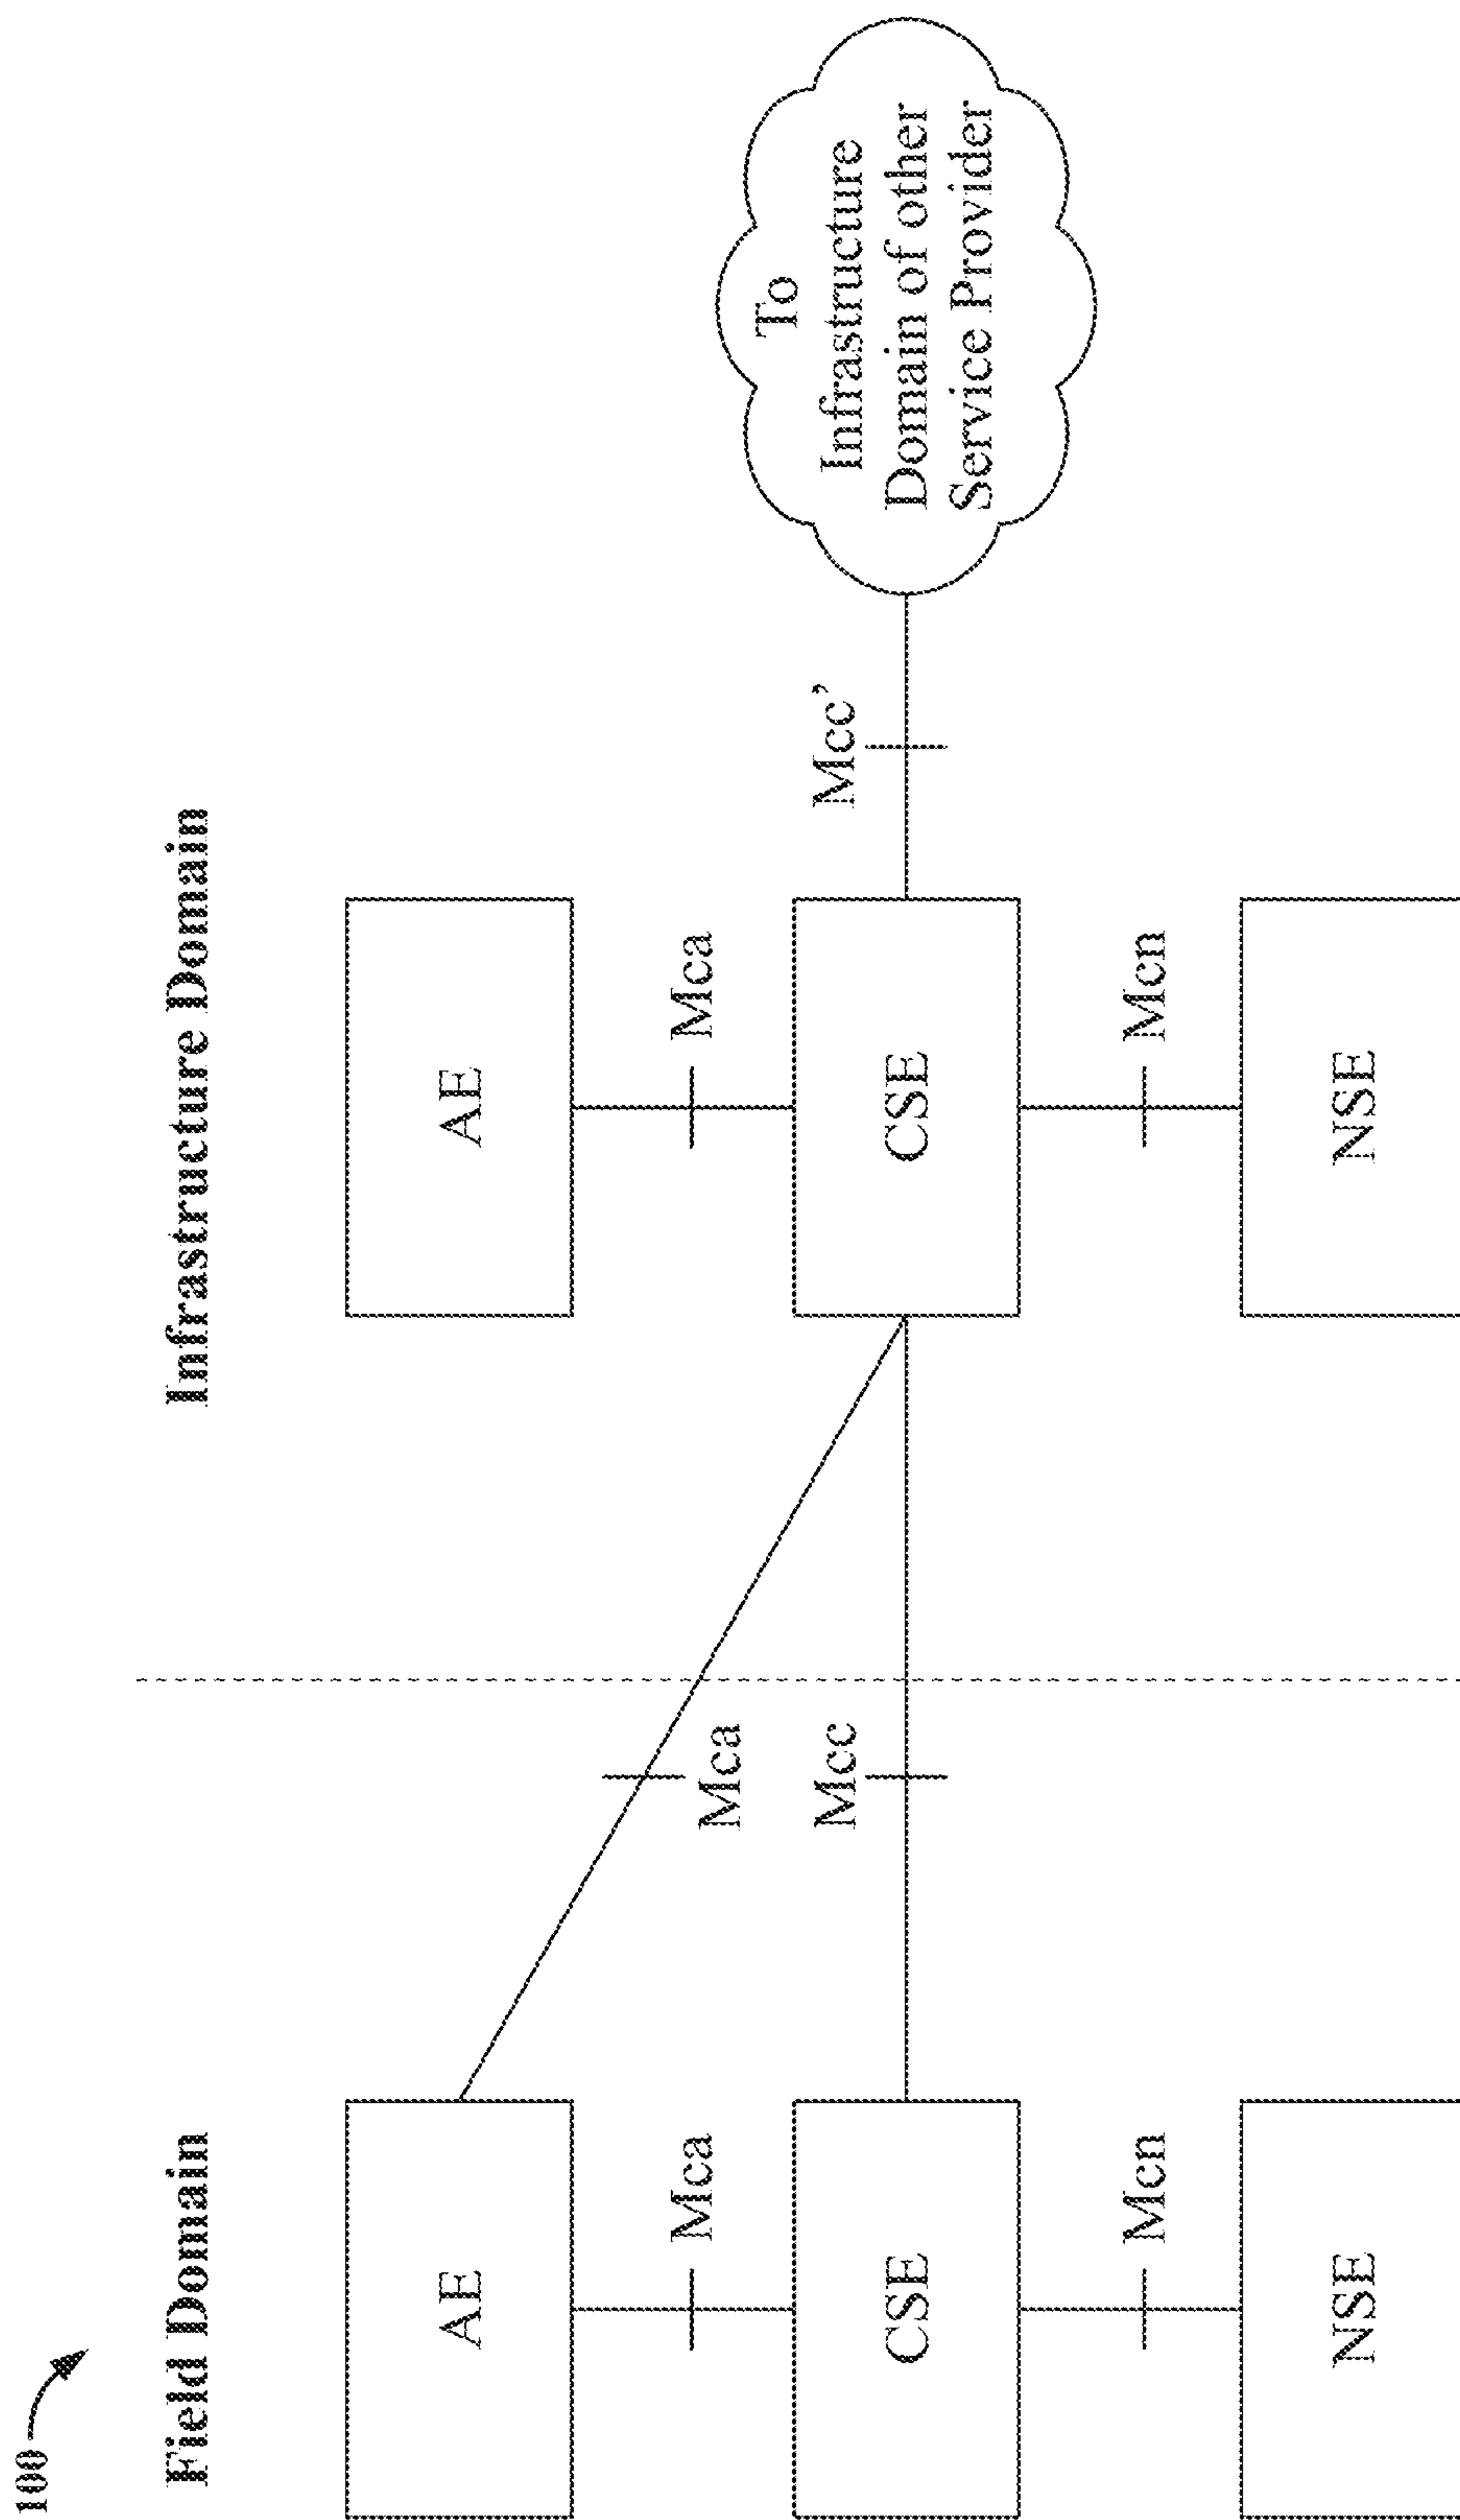 100
Field Domain
Infrastructure Domain
AE
AE
Mca
Mca
Mca
Mcc
Mcc’
CSE
CSE
To
Infrastructure
Domain of other
Service Provider
Mcn
Mcn
NSE
NSE